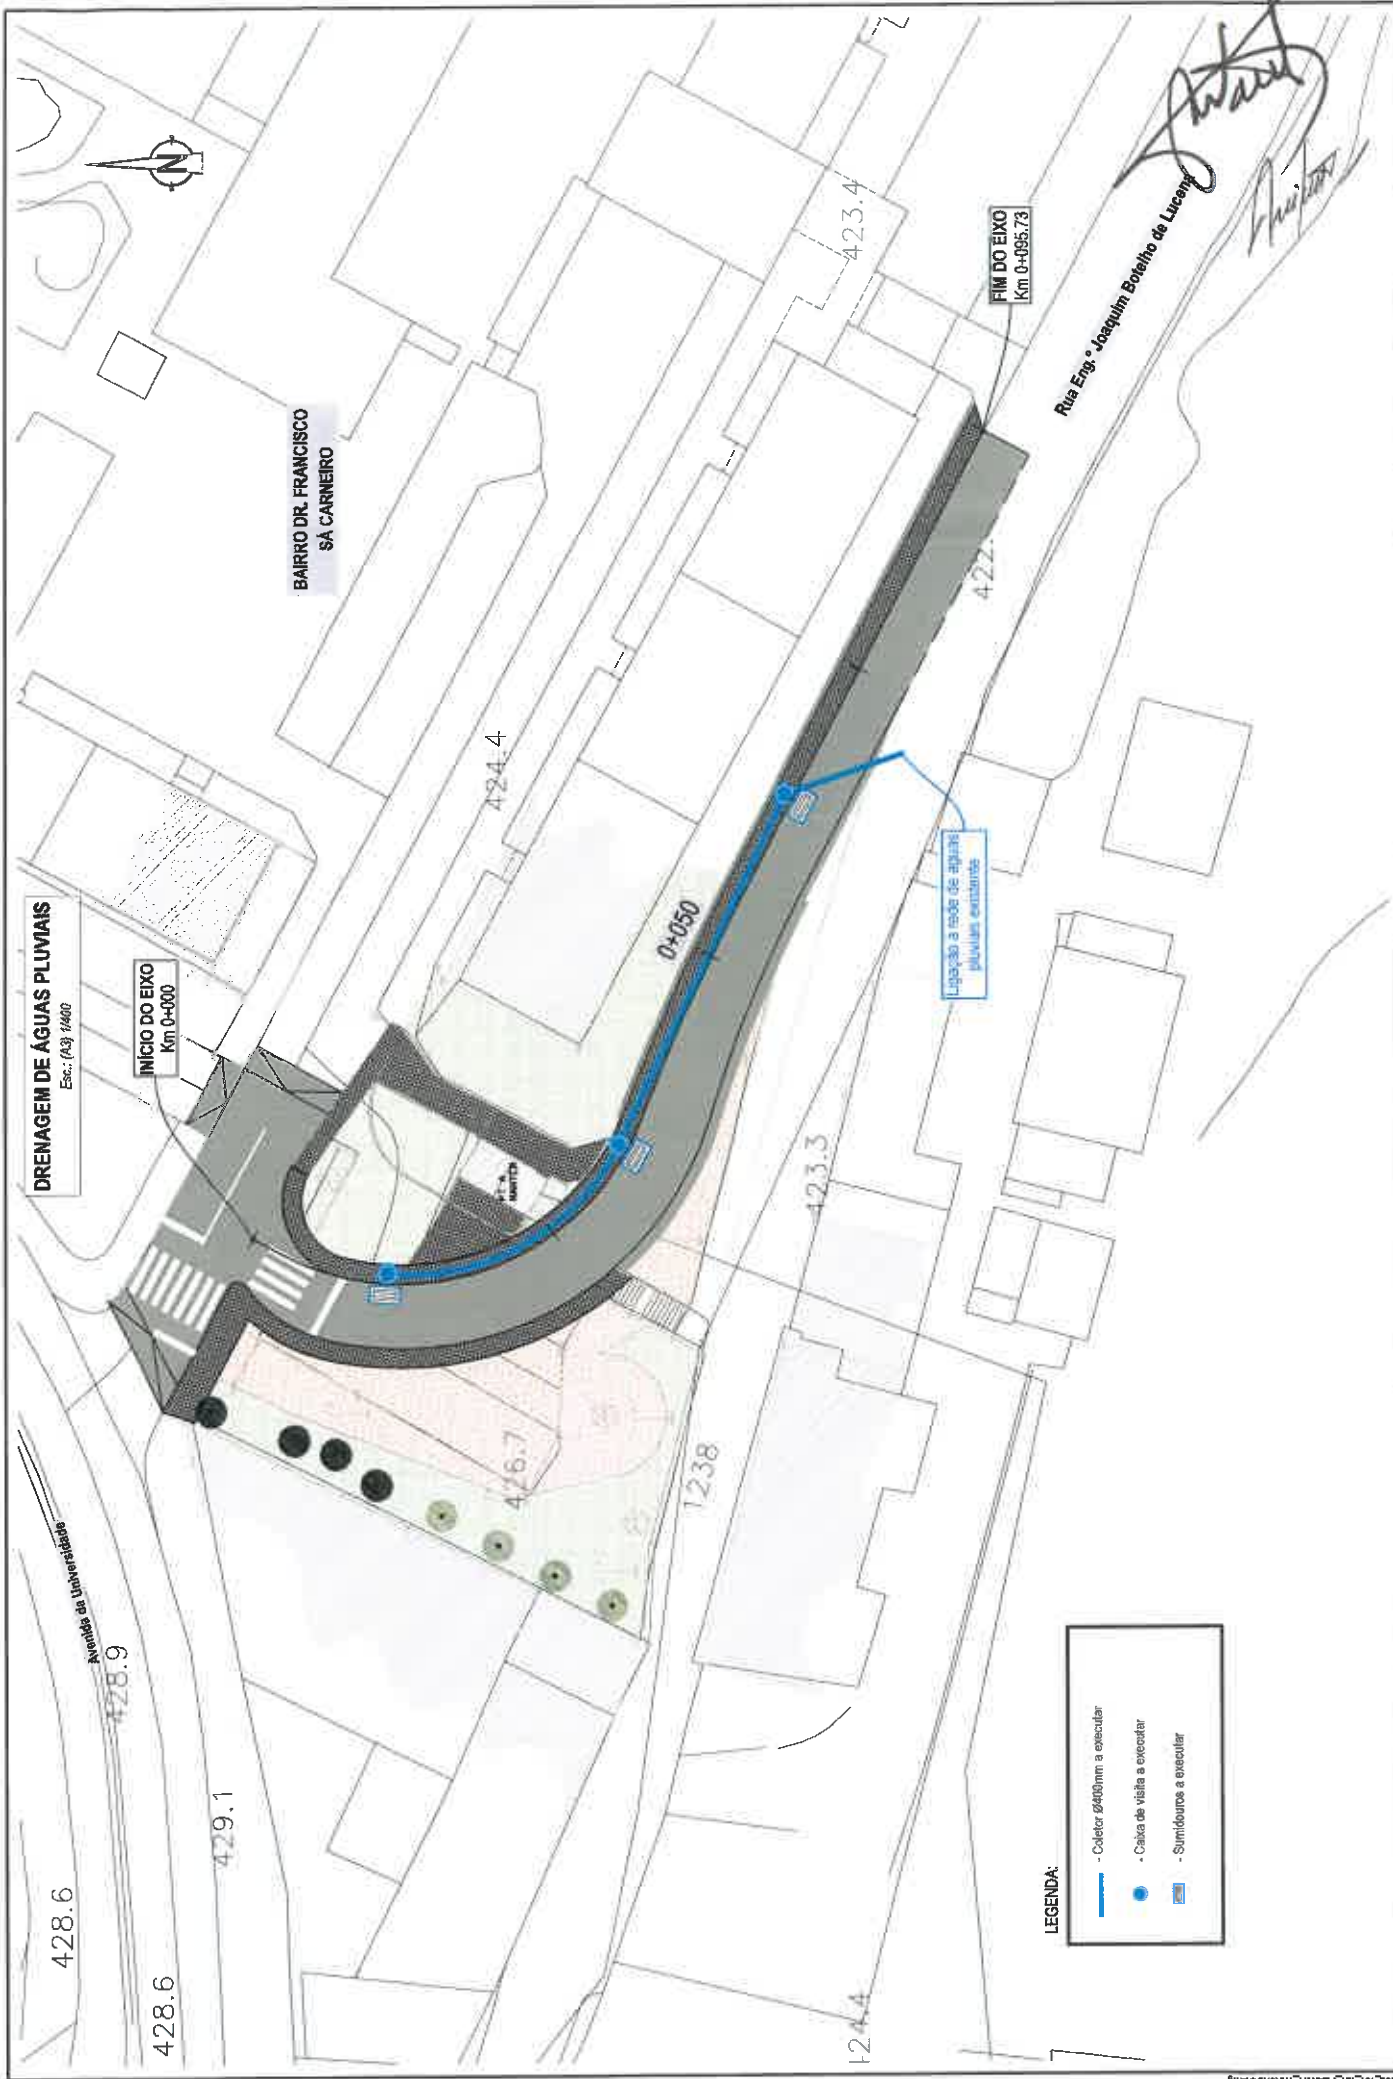 DRENAGEM DE ÁGUAS PLUVIAIS
Esc.: (A3) 1/400
INÍCIO DO EIXO
Km 0+000
BAIRRO DR. FRANCISCO
SÁ CARNEIRO
N
FIM DO EIXO
Km 0+095.73
Rua Eng.º Joaquim Botelho de Lucena
Avenida da Universidade
428.6
428.6
428.9
429.1
426.7
424.4
423.4
422.
423.3
1238
424.4
0+050
P.T. A
MANTER
Ligação a rede de aguas
pluviais existente
LEGENDA:
- Coletor Ø400mm a executar
- Caixa de visita a executar
- Sumidouros a executar